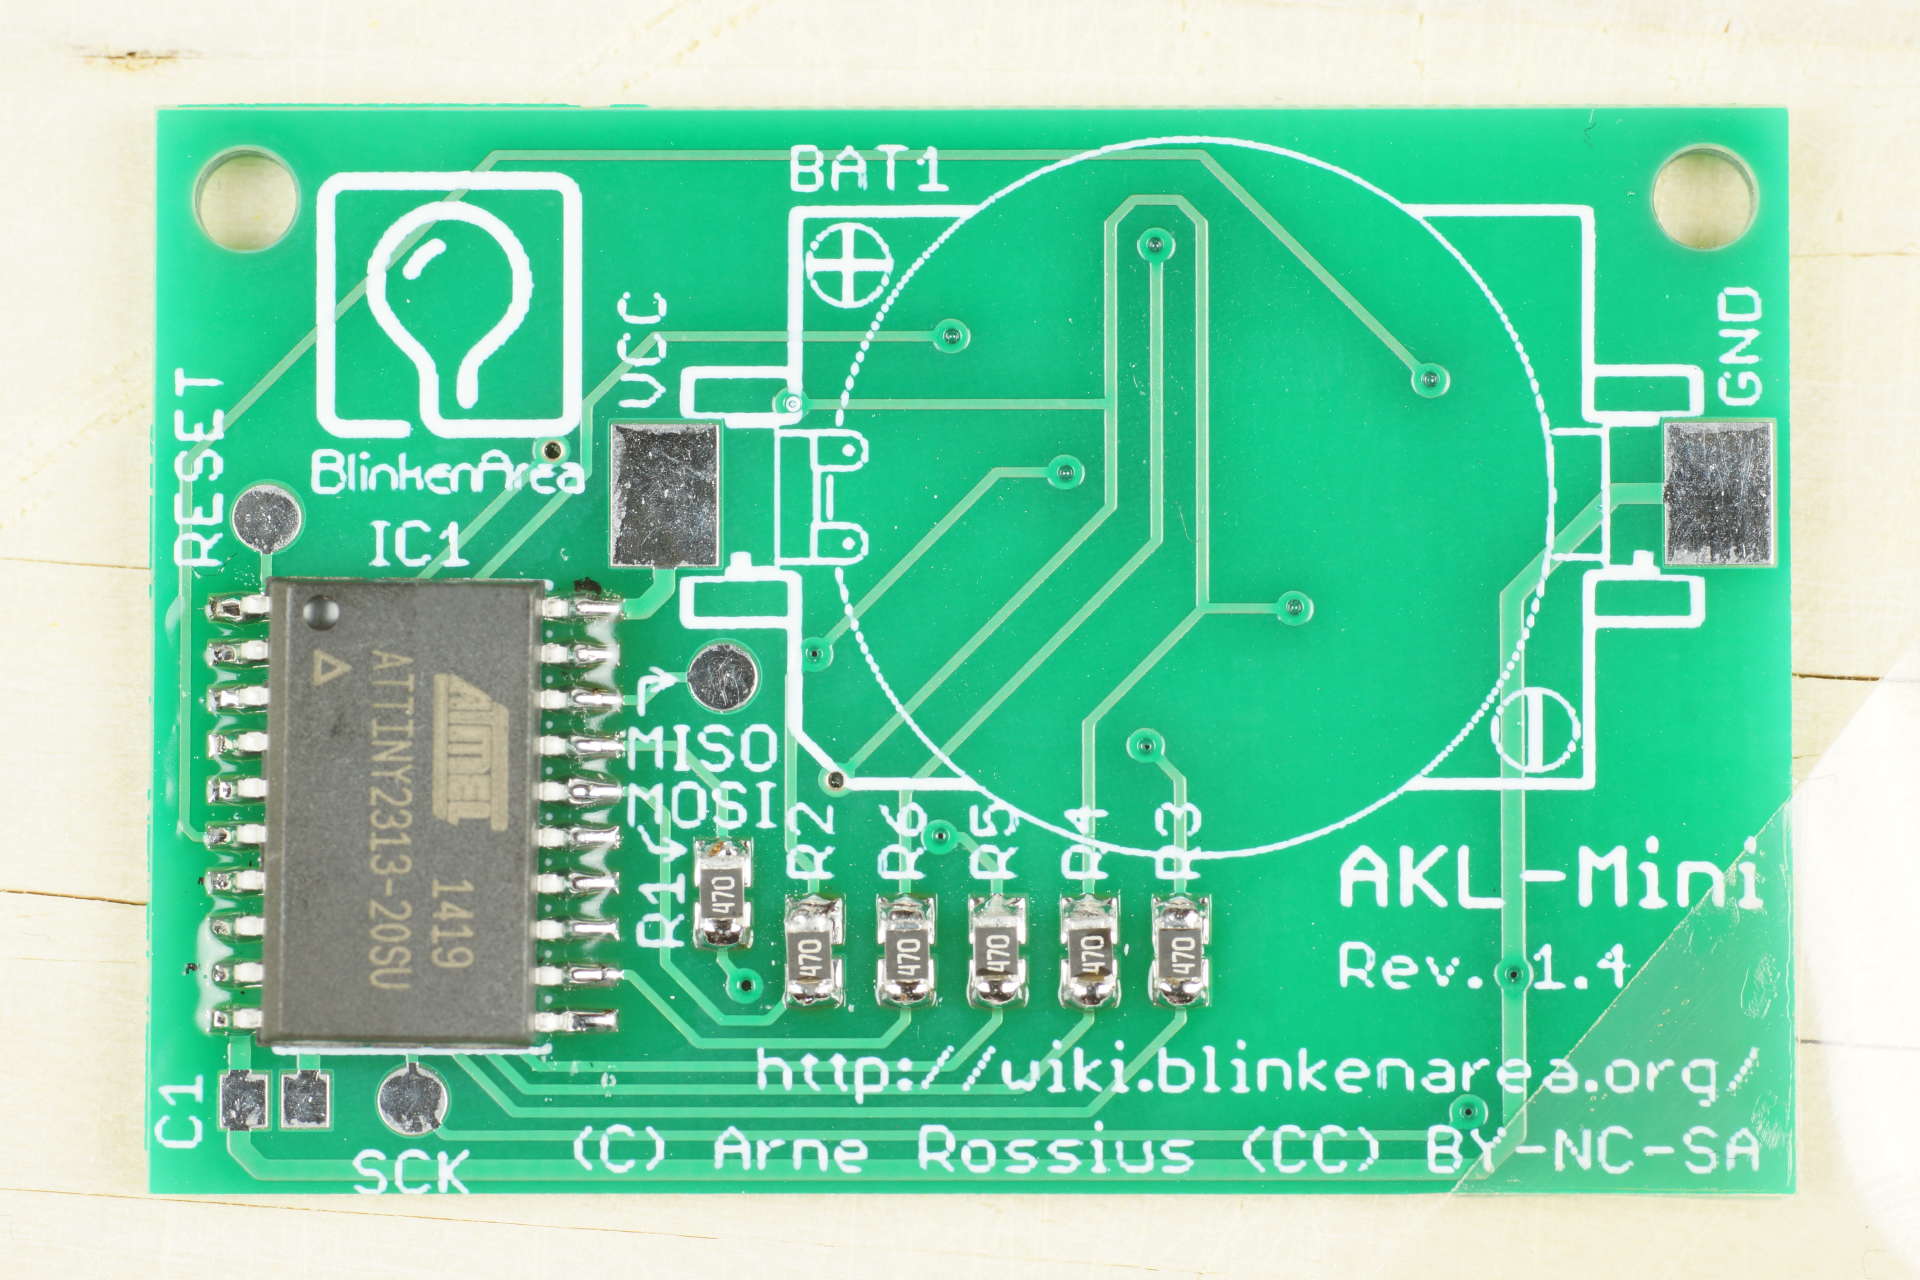 BAT1
VCC
GND
RESET
BlinkenArea
IC1
ATMEL
ATTINY2313-20SU
1419
MISO
MOSI
R1
R2
R6
R5
R4
R3
470
470
470
470
470
470
AKL-Mini
Rev. 1.4
http://wiki.blinkenarea.org/
C1
SCK
(C) Arne Rossius (CC) BY-NC-SA